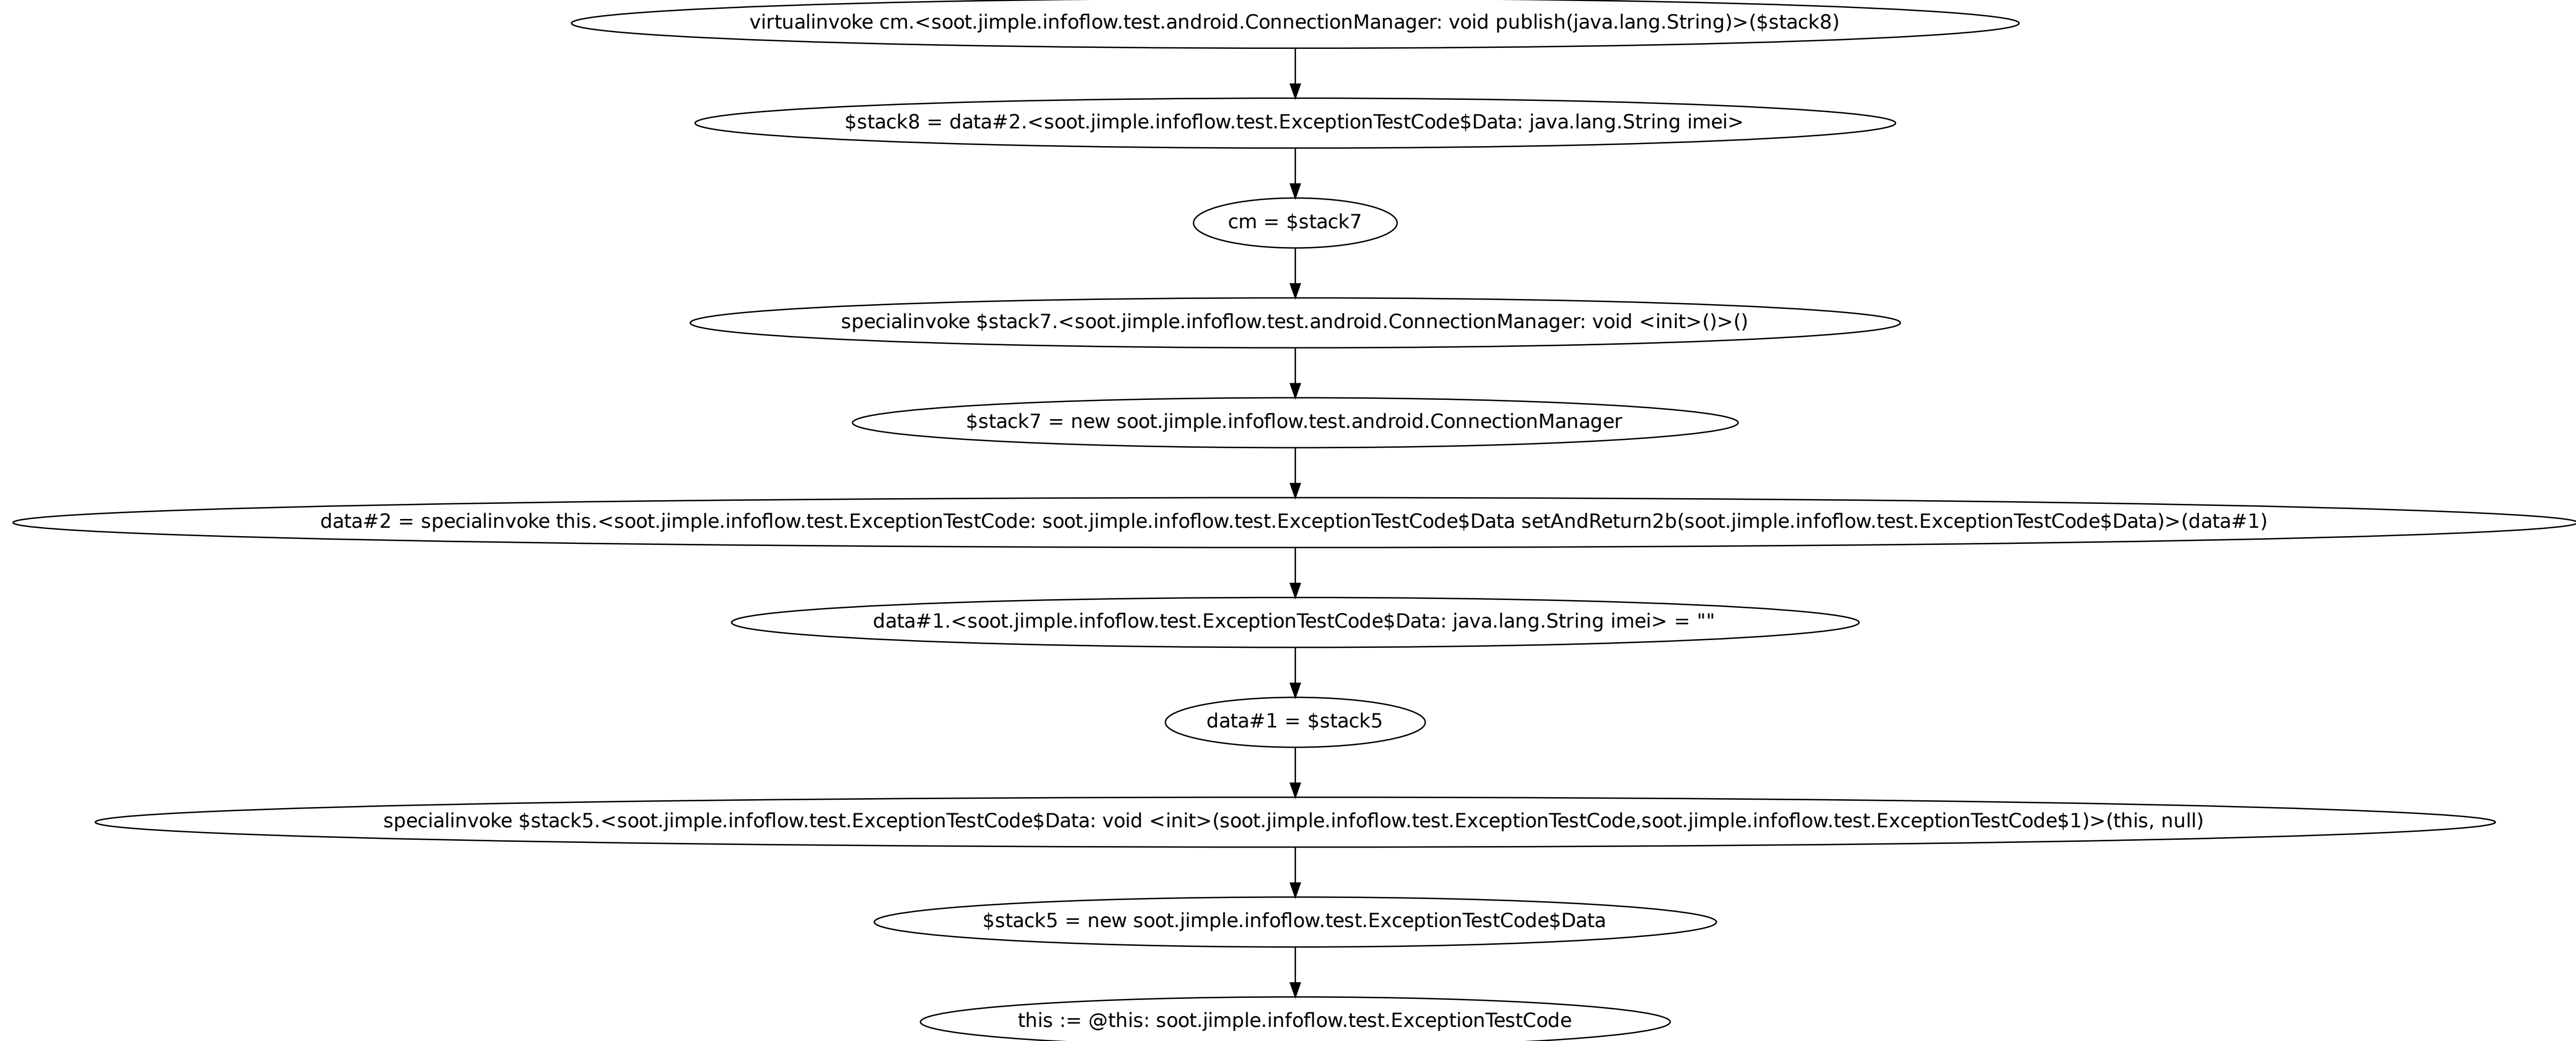 virtualinvoke cm.<soot.jimple.infoflow.test.android.ConnectionManager: void publish(java.lang.String)>($stack8)
$stack8 = data#2.<soot.jimple.infoflow.test.ExceptionTestCode$Data: java.lang.String imei>
cm = $stack7
specialinvoke $stack7.<soot.jimple.infoflow.test.android.ConnectionManager: void <init>()>()
$stack7 = new soot.jimple.infoflow.test.android.ConnectionManager
data#2 = specialinvoke this.<soot.jimple.infoflow.test.ExceptionTestCode: soot.jimple.infoflow.test.ExceptionTestCode$Data setAndReturn2b(soot.jimple.infoflow.test.ExceptionTestCode$Data)>(data#1)
data#1.<soot.jimple.infoflow.test.ExceptionTestCode$Data: java.lang.String imei> = ""
data#1 = $stack5
specialinvoke $stack5.<soot.jimple.infoflow.test.ExceptionTestCode$Data: void <init>(soot.jimple.infoflow.test.ExceptionTestCode,soot.jimple.infoflow.test.ExceptionTestCode$1)>(this, null)
$stack5 = new soot.jimple.infoflow.test.ExceptionTestCode$Data
this := @this: soot.jimple.infoflow.test.ExceptionTestCode